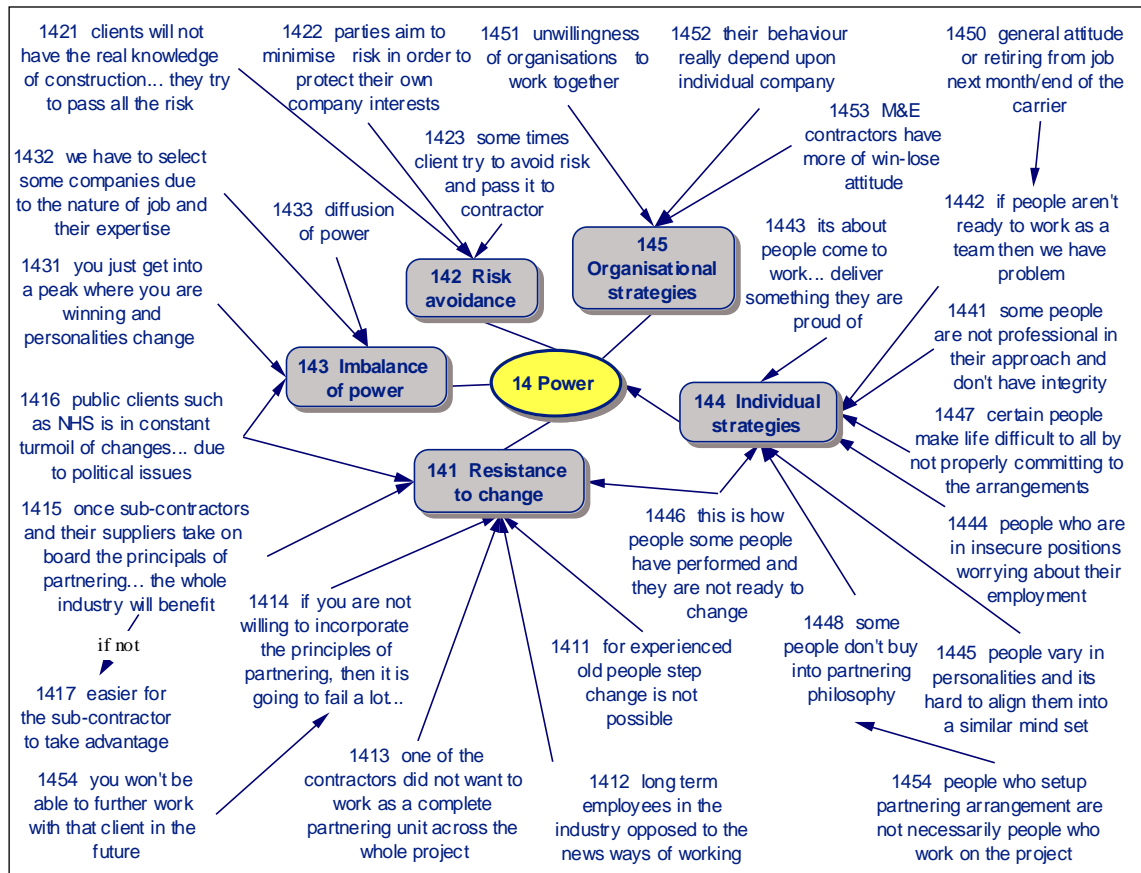 1421 clients will not
have the real knowledge
of construction... they try
to pass all the risk
1422 parties aim to
minimise risk in order to
protect their own
company interests
1451 unwillingness
of organisations to
work together
1452 their behaviour
really depend upon
individual company
1450 general attitude
or retiring from job
next month/end of the
carrier
1453 M&E
contractors have
more of win-lose
attitude
1423 some times
client try to avoid risk
and pass it to
contractor
1432 we have to select
some companies due
to the nature of job and
their expertise
1433 diffusion
of power
1442 if people aren't
ready to work as a
team then we have
problem
1443 its about
people come to
work... deliver
something they are
proud of
145
Organisational
strategies
142 Risk
avoidance
1431 you just get into
a peak where you are
winning and
personalities change
1441 some people
are not professional in
their approach and
don't have integrity
143 Imbalance
of power
14 Power
144 Individual
strategies
1416 public clients such
as NHS is in constant
turmoil of changes... due
to political issues
1447 certain people
make life difficult to all by
not properly committing to
the arrangements
141 Resistance
to change
1415 once sub-contractors
and their suppliers take on
board the principals of
partnering... the whole
industry will benefit
1446 this is how
people some people
have performed and
they are not ready to
change
1444 people who are
in insecure positions
worrying about their
employment
1414 if you are not
willing to incorporate
the principles of
partnering, then it is
going to fail a lot...
if not
1411 for experienced
old people step
change is not
possible
1448 some
people don't buy
into partnering
philosophy
1445 people vary in
personalities and its
hard to align them into
a similar mind set
1417 easier for
the sub-contractor
to take advantage
1454 you won't be
able to further work
with that client in the
future
1413 one of the
contractors did not want to
work as a complete
partnering unit across the
whole project
1412 long term
employees in the
industry opposed to the
news ways of working
1454 people who setup
partnering arrangement are
not necessarily people who
work on the project